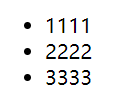 • 1111
• 2222
• 3333